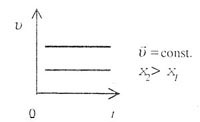 υ
υ⃗ = const.
x₂ > x₁
0
t